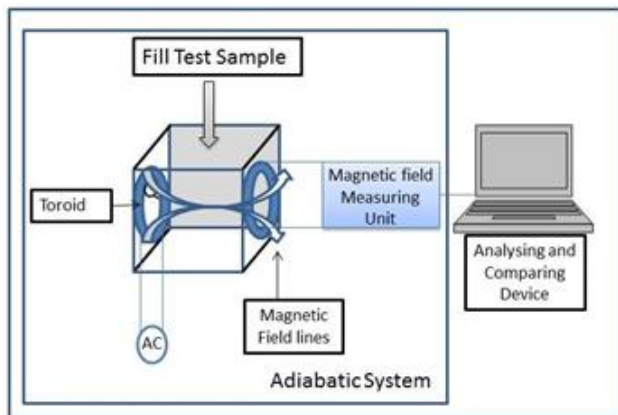 Fill Test Sample
Toroid
Magnetic field
Measuring
Unit
Analysing and
Comparing
Device
Magnetic
Field lines
AC
Adiabatic System